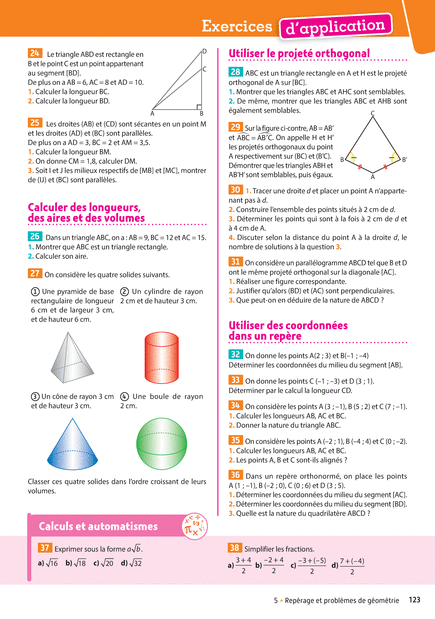 Exercices d'application
24 Le triangle ABD est rectangle en
B et le point C est un point appartenant
au segment [BD].
De plus on a AB = 6, AC = 8 et AD = 10.
1. Calculer la longueur BC.
2. Calculer la longueur BD.
D
C
A
B
25 Les droites (AB) et (CD) sont sécantes en un point M
et les droites (AD) et (BC) sont parallèles.
De plus on a AD = 3, BC = 2 et AM = 3,5.
1. Calculer la longueur BM.
2. On donne CM = 1,8, calculer DM.
3. Soit I et J les milieux respectifs de [MB] et [MC], montrer
que (IJ) et (BC) sont parallèles.
Calculer des longueurs,
des aires et des volumes
26 Dans un triangle ABC, on a : AB = 9, BC = 12 et AC = 15.
1. Montrer que ABC est un triangle rectangle.
2. Calculer son aire.
27 On considère les quatre solides suivants.
1 Une pyramide de base
rectangulaire de longueur
6 cm et de largeur 3 cm,
et de hauteur 6 cm.
2 Un cylindre de rayon
2 cm et de hauteur 3 cm.
3 Un cône de rayon 3 cm
et de hauteur 3 cm.
4 Une boule de rayon
2 cm.
Classer ces quatre solides dans l'ordre croissant de leurs
volumes.
Utiliser le projeté orthogonal
28 ABC est un triangle rectangle en A et H est le projeté
orthogonal de A sur [BC].
1. Montrer que les triangles ABC et AHC sont semblables.
2. De même, montrer que les triangles ABC et AHB sont
également semblables.
29 Sur la figure ci-contre, AB = AB'
et ABC = AB'C. On appelle H et H'
les projetés orthogonaux du point
A respectivement sur (BC) et (B'C).
Démontrer que les triangles ABH et
AB'H' sont semblables, puis égaux.
C
B
B'
A
30 1. Tracer une droite d et placer un point A n'apparte-
nant pas à d.
2. Construire l'ensemble des points situés à 2 cm de d.
3. Déterminer les points qui sont à la fois à 2 cm de d et
à 4 cm de A.
4. Discuter selon la distance du point A à la droite d, le
nombre de solutions à la question 3.
31 On considère un parallélogramme ABCD tel que B et D
ont le même projeté orthogonal sur la diagonale [AC].
1. Réaliser une figure correspondante.
2. Justifier qu'alors (BD) et (AC) sont perpendiculaires.
3. Que peut-on en déduire de la nature de ABCD ?
Utiliser des coordonnées
dans un repère
32 On donne les points A(2 ; 3) et B(–1 ; –4)
Déterminer les coordonnées du milieu du segment [AB].
33 On donne les points C (–1 ; –3) et D (3 ; 1).
Déterminer par le calcul la longueur CD.
34 On considère les points A (3 ; –1), B (5 ; 2) et C (7 ; –1).
1. Calculer les longueurs AB, AC et BC.
2. Donner la nature du triangle ABC.
35 On considère les points A (–2 ; 1), B (–4 ; 4) et C (0 ; –2).
1. Calculer les longueurs AB, AC et BC.
2. Les points A, B et C sont-ils alignés ?
36 Dans un repère orthonormé, on place les points
A (1 ; –1), B (–2 ; 0), C (0 ; 6) et D (3 ; 5).
1. Déterminer les coordonnées du milieu du segment [AC].
2. Déterminer les coordonnées du milieu du segment [BD].
3. Quelle est la nature du quadrilatère ABCD ?
Calculs et automatismes
37 Exprimer sous la forme a√b.
a) √16 b) √18 c) √20 d) √32
38 Simplifier les fractions.
a) (3 + 4)/2 b) (–2 + 4)/2 c) (–3 + (–5))/2 d) (7 + (–4))/2
5 • Repérage et problèmes de géométrie 123